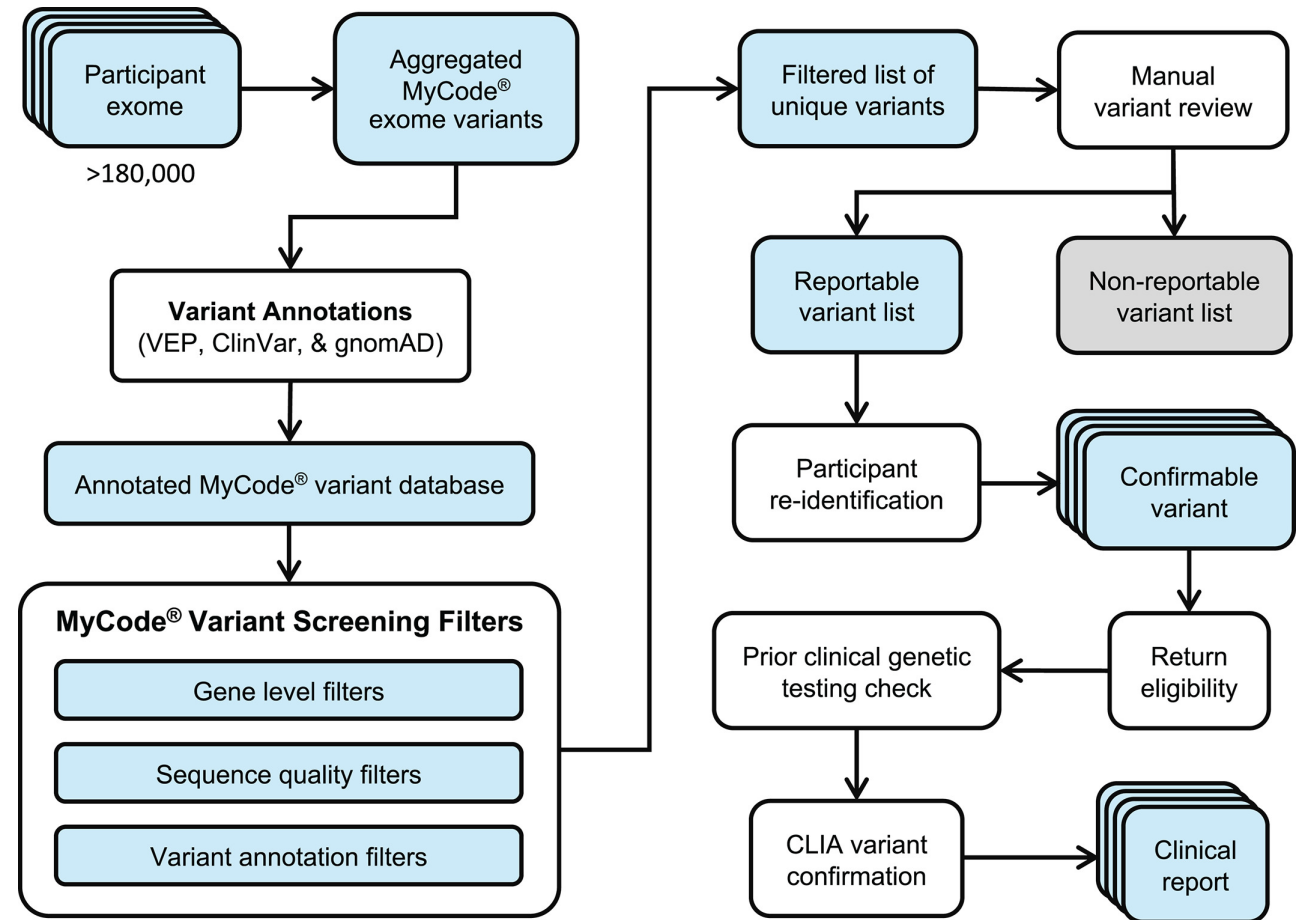 Participant
exome
>180,000
Aggregated
MyCode®
exome variants
Variant Annotations
(VEP, ClinVar, & gnomAD)
Annotated MyCode® variant database
MyCode® Variant Screening Filters
Gene level filters
Sequence quality filters
Variant annotation filters
Filtered list of
unique variants
Manual
variant review
Reportable
variant list
Non-reportable
variant list
Participant
re-identification
Confirmable
variant
Return
eligibility
Prior clinical genetic
testing check
CLIA variant
confirmation
Clinical
report